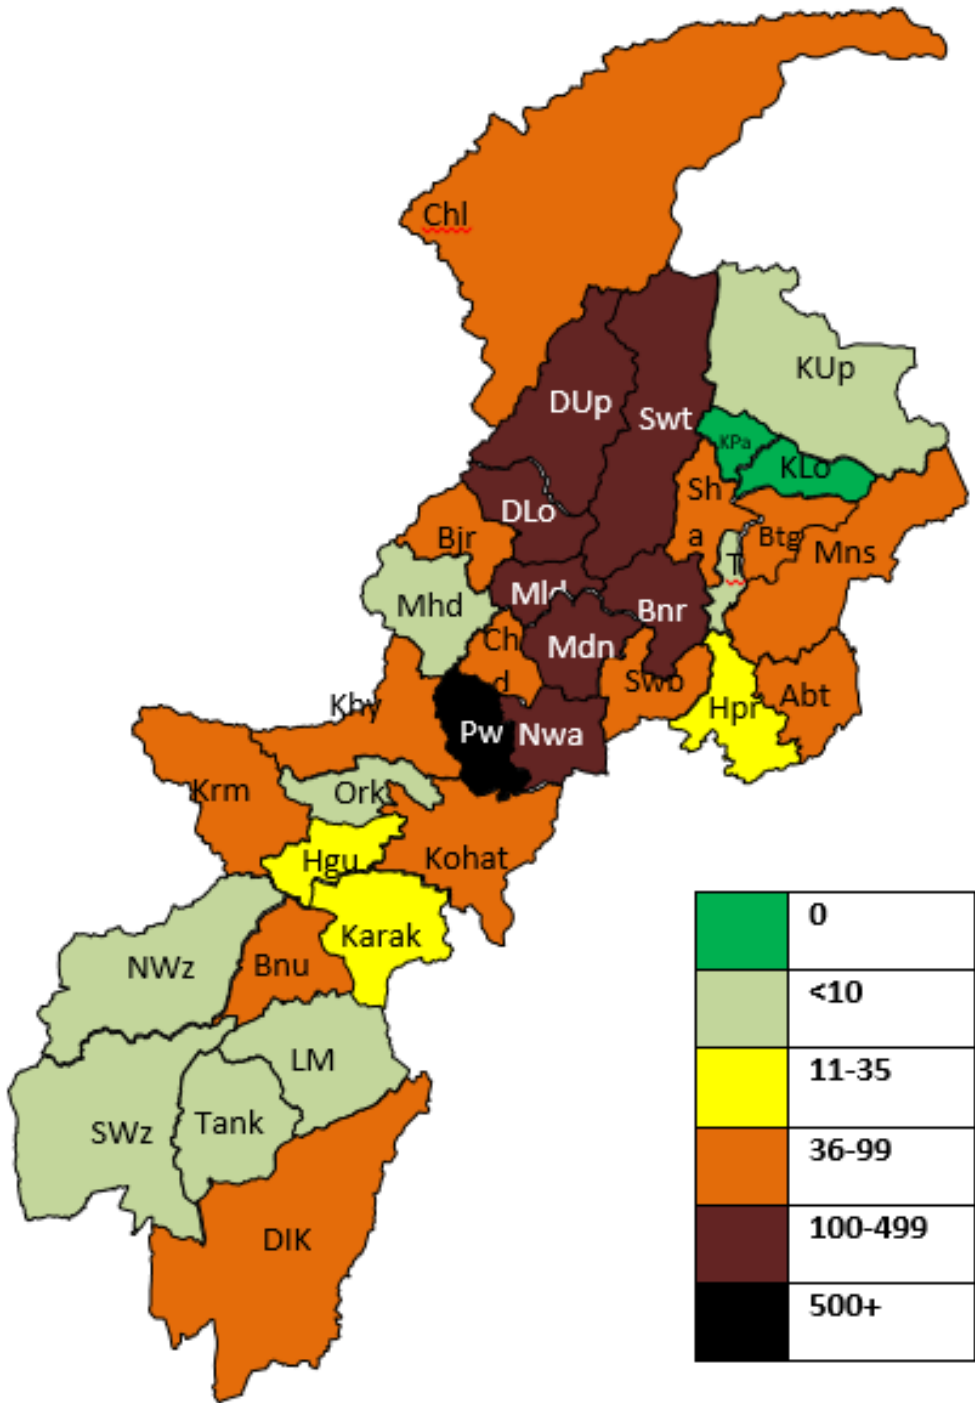 Chl
KUp
DUp
Swt
KPa
KLo
Sh
a
DLo
Bjr
Btg
Mns
T
Mld
Mhd
Bnr
Ch
d
Mdn
Swb
Abt
Hpr
Khy
Pw
Nwa
Krm
Ork
Hgu
Kohat
Karak
NWz
Bnu
LM
SWz
Tank
DIK
0
<10
11-35
36-99
100-499
500+